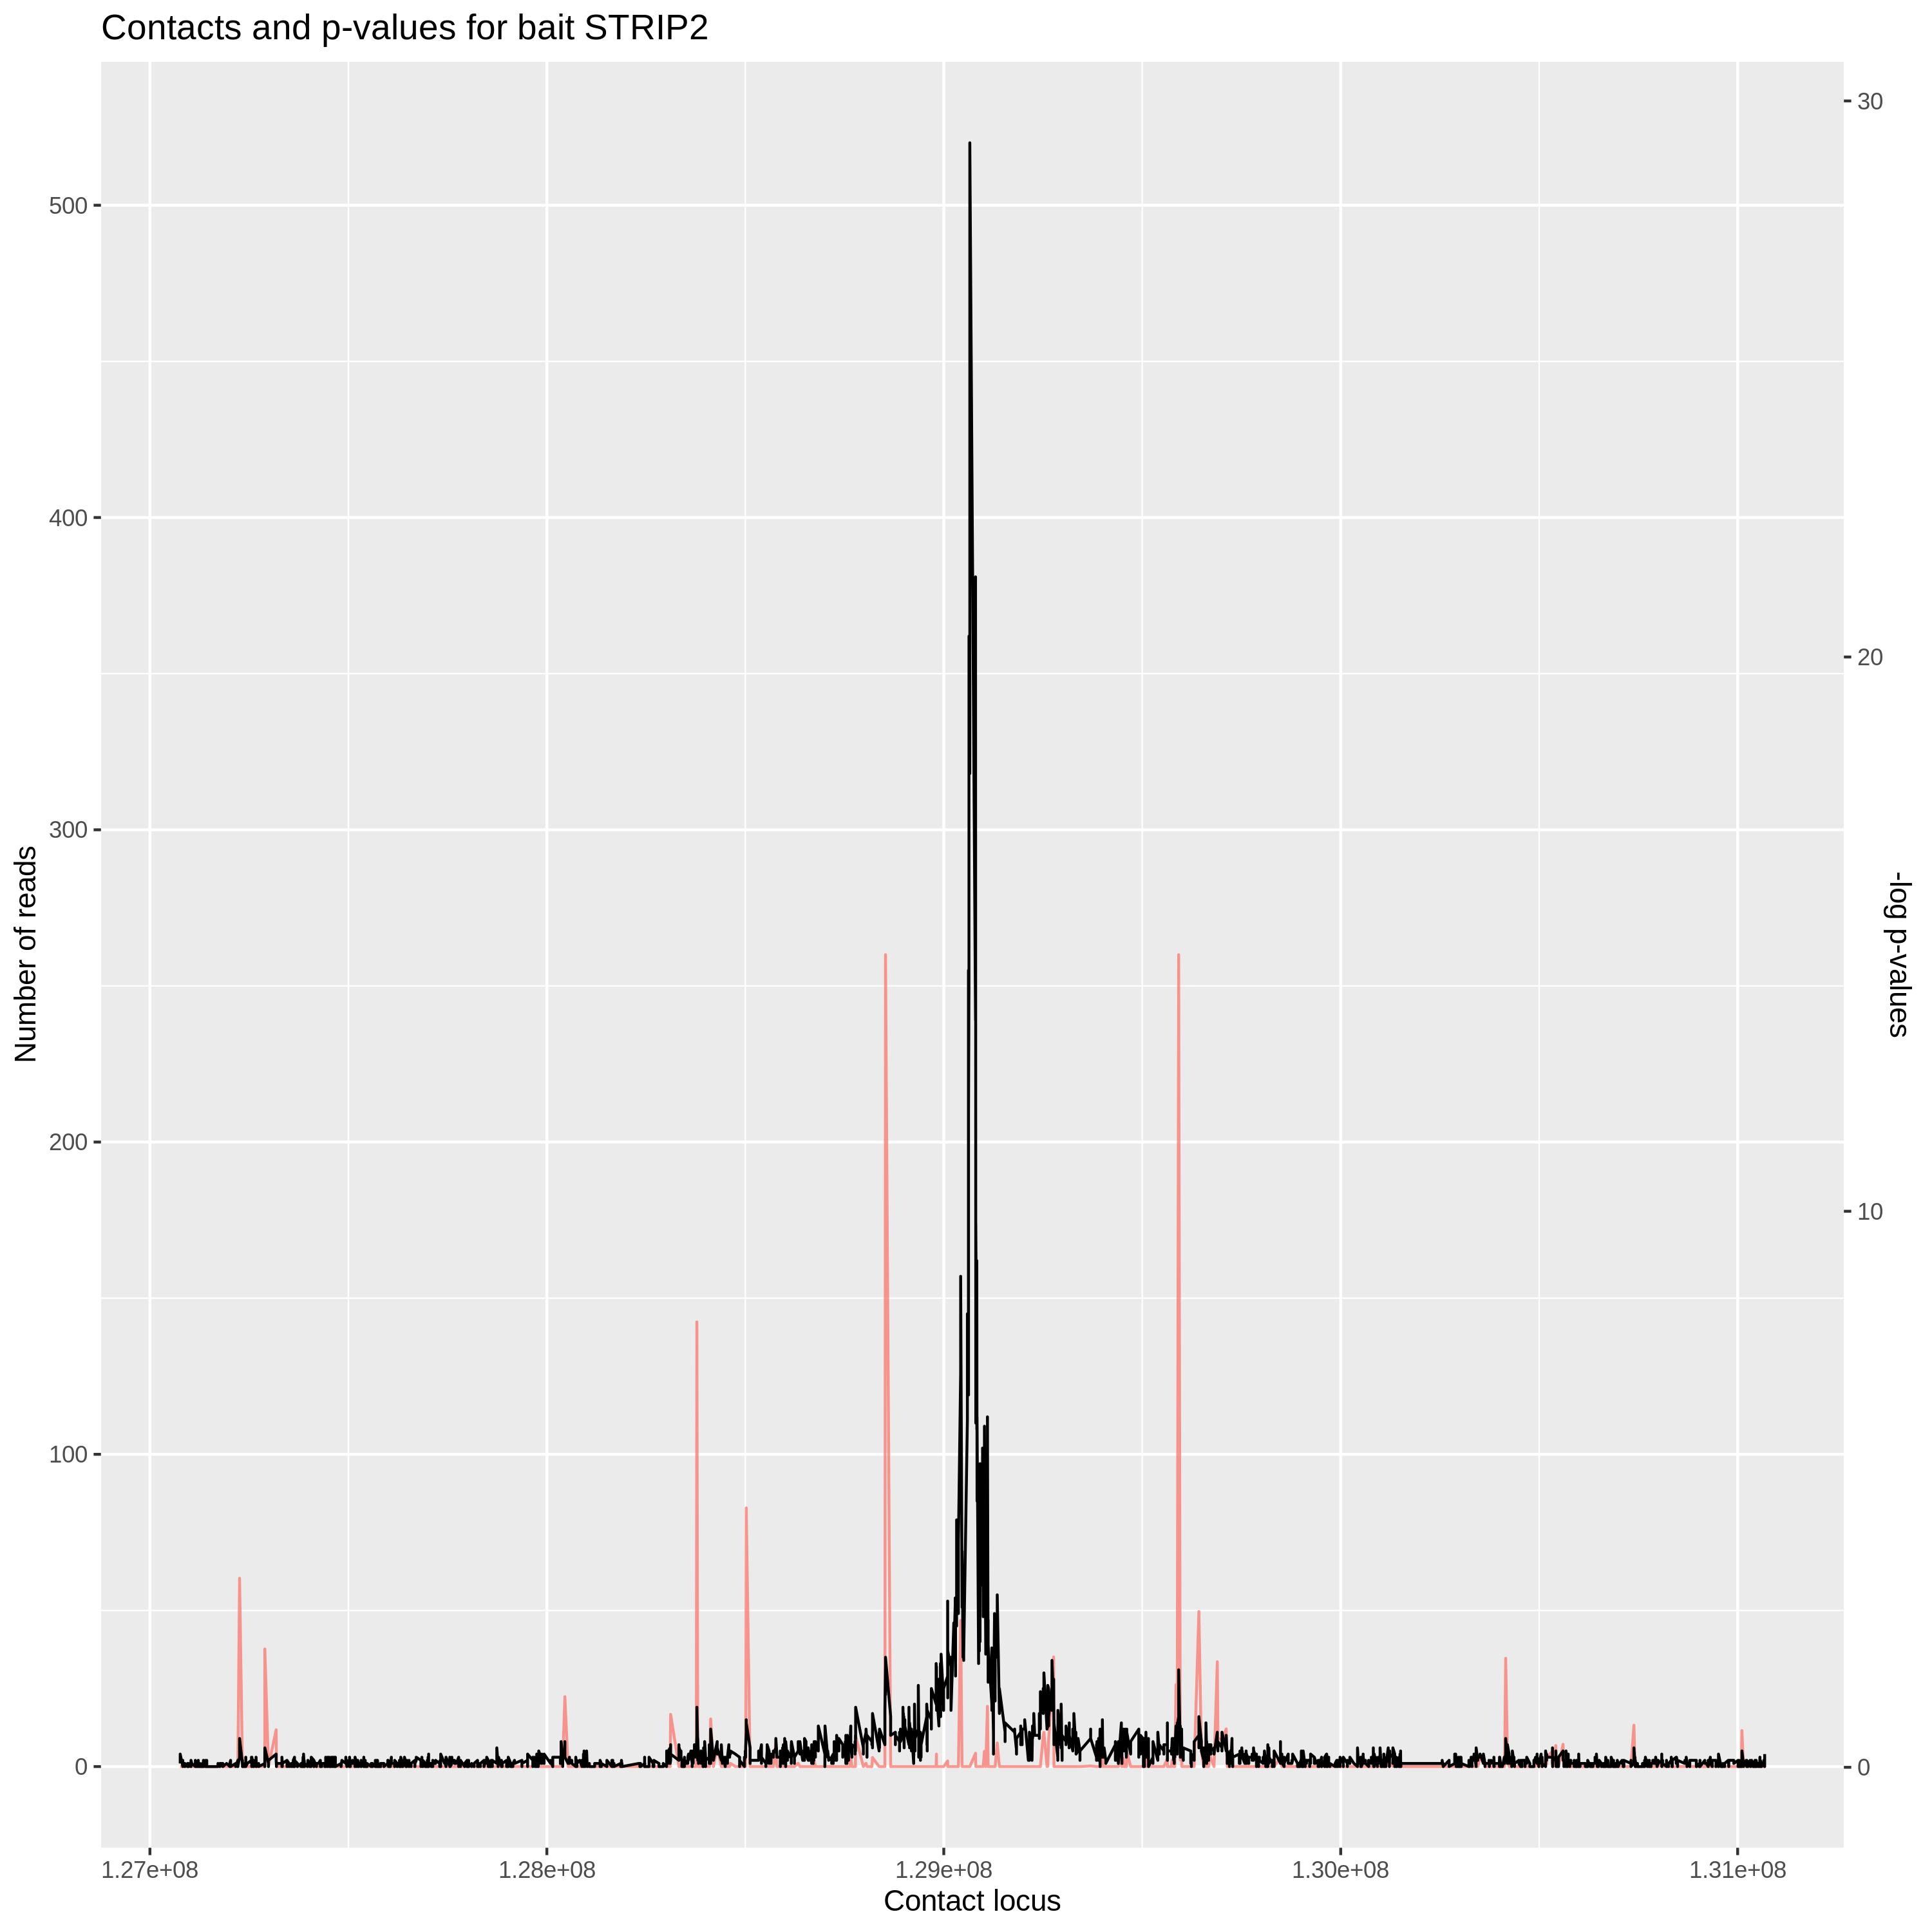 Contacts and p-values for bait STRIP2
500
400
300
200
100
0
Number of reads
30
20
10
0
-log p-values
1.27e+08
1.28e+08
1.29e+08
1.30e+08
1.31e+08
Contact locus